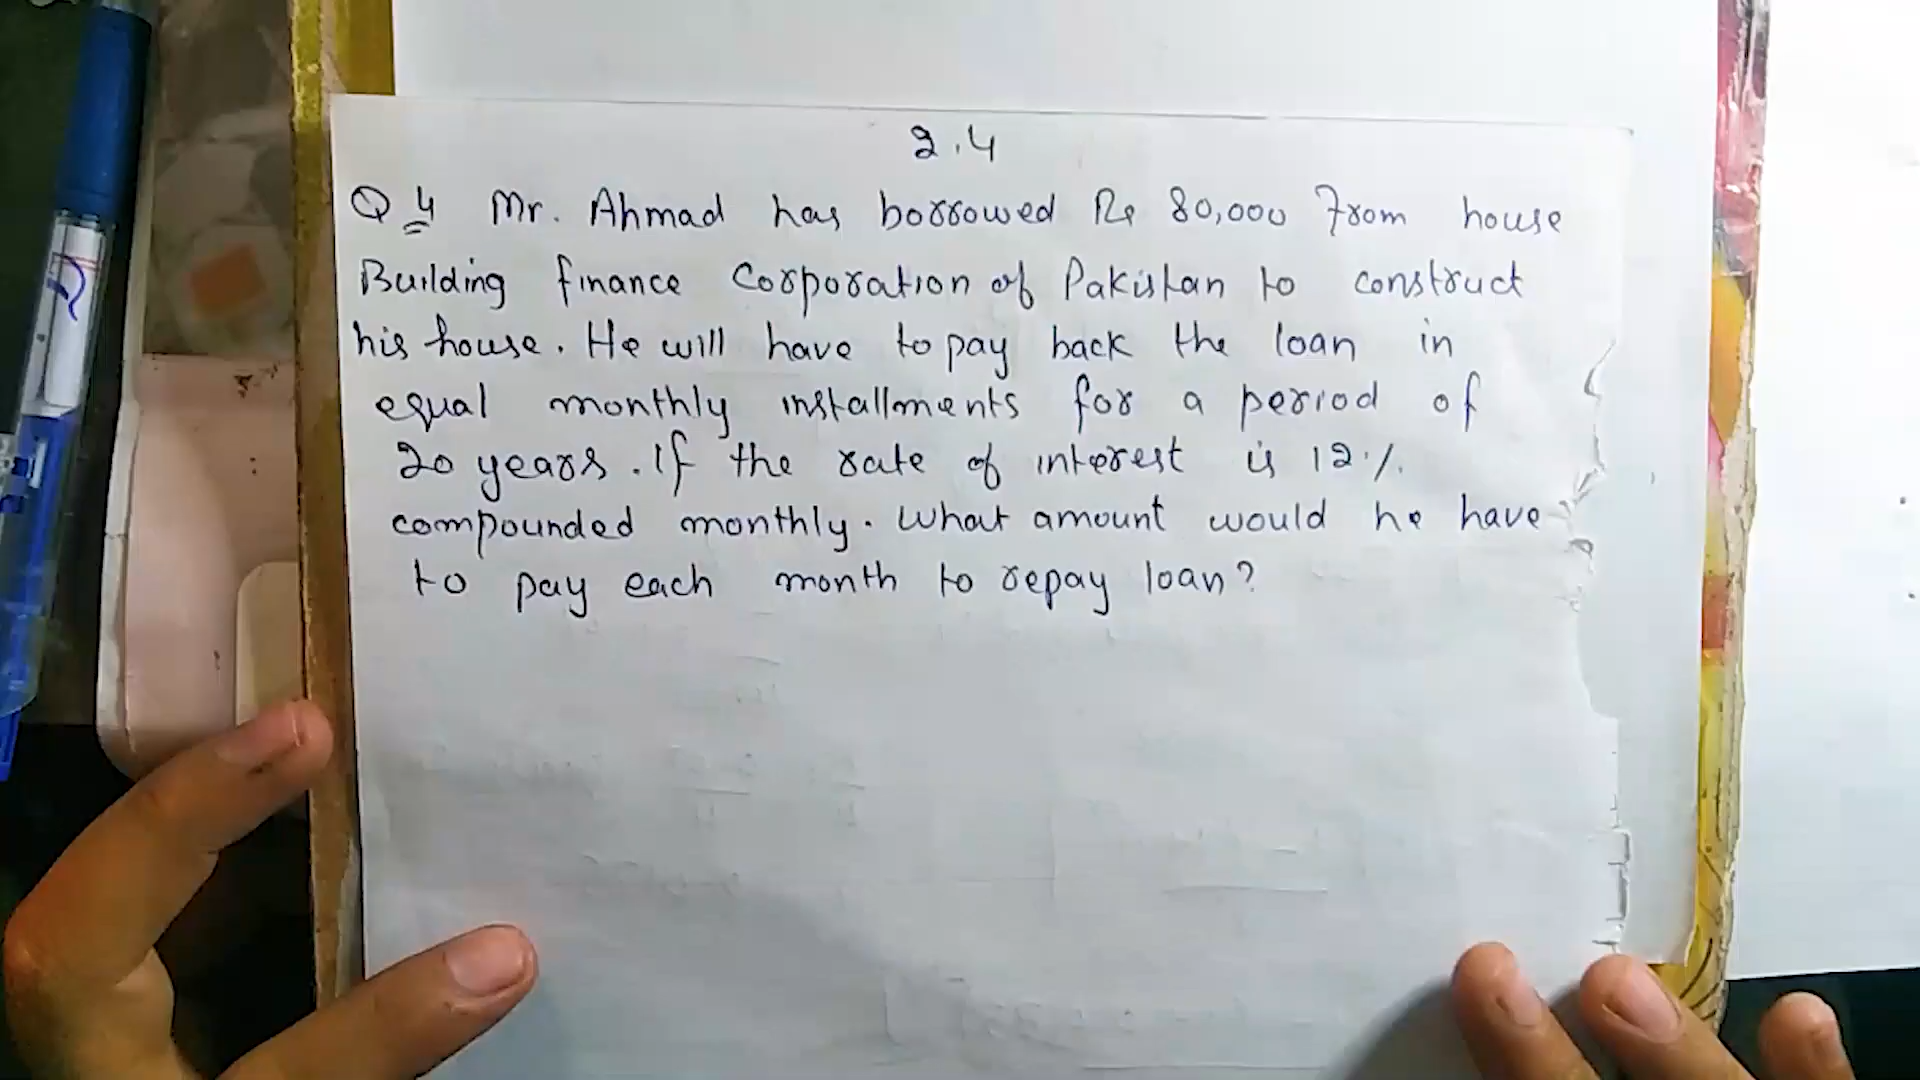 2.4
Q 4 Mr. Ahmad has borrowed Rs 80,000 From house
Building finance Corporation of Pakistan to construct
his house. He will have to pay back the loan in
equal monthly installments for a period of
20 years. If the rate of interest is 12%
compounded monthly. What amount would he have
to pay each month to repay loan?